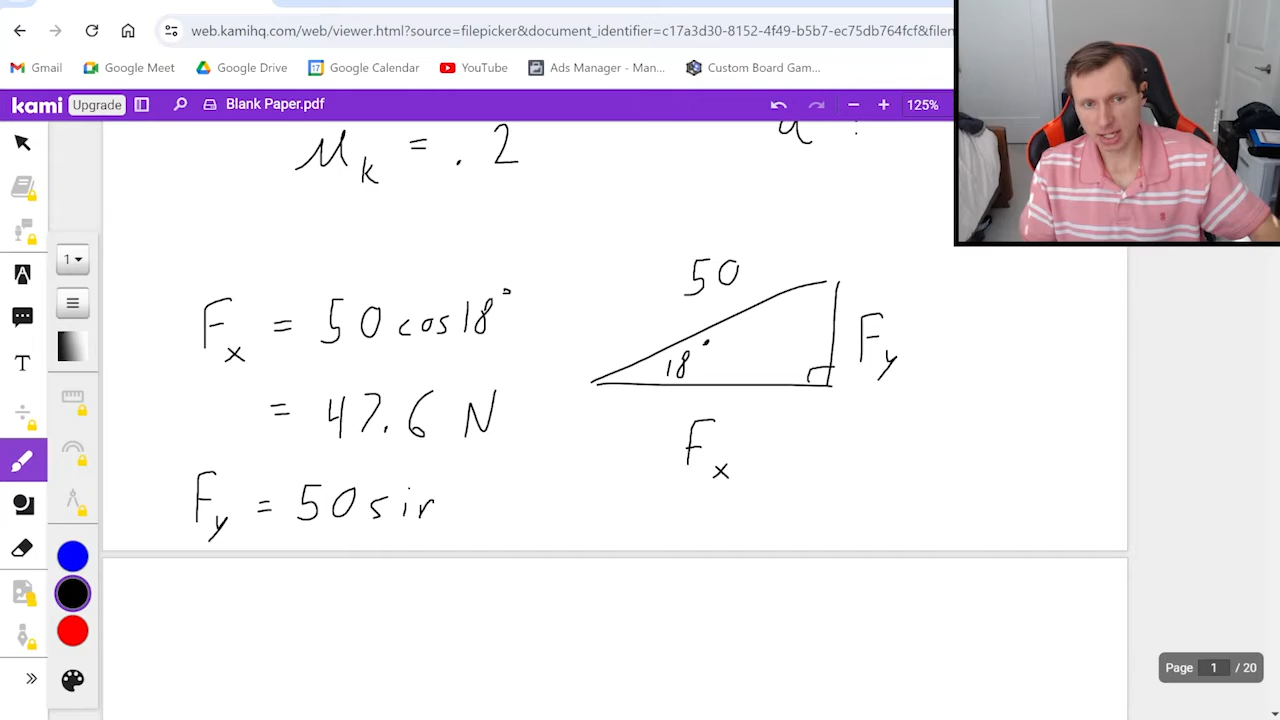 web.kamihq.com/web/viewer.html?source=filepicker&document_identifier=c17a3d30-8152-4f49-b5b7-ec75db764fcf&filen
Gmail Google Meet Google Drive 17 Google Calendar YouTube Ads Manager - Man... Custom Board Gam...
kami Upgrade Blank Paper.pdf 125%
μk = .2
a
50
Fx = 50 cos 18°
18°
Fy
= 47.6 N
Fx
Fy = 50 sir
1
A
T
Page 1 / 20